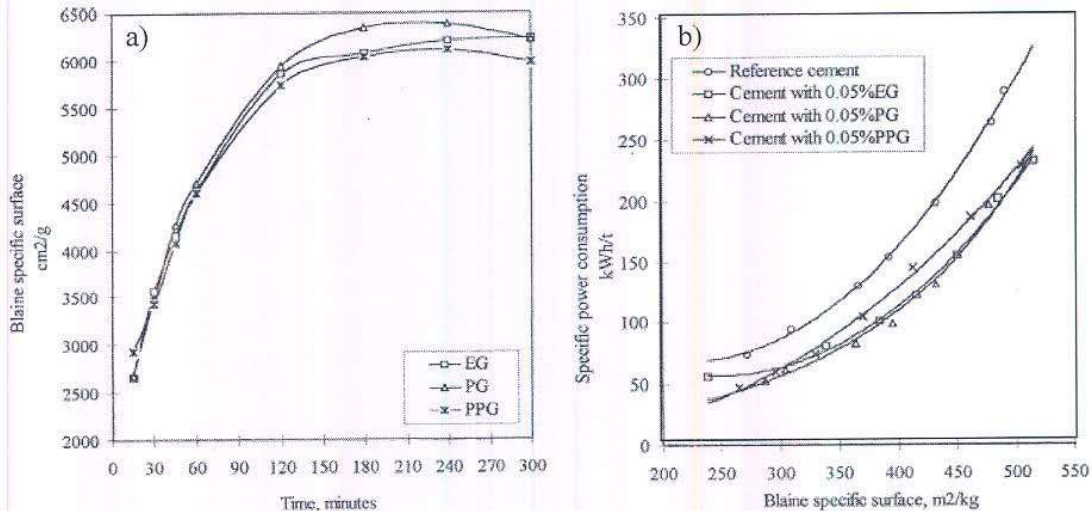 a)
6500
6000
5500
5000
4500
4000
3500
3000
2500
2000
Blaine specific surface
cm2/g
EG
PG
PPG
0 30 60 90 120 150 180 210 240 270 300
Time, minutes
b)
350
300
250
200
150
100
50
0
Specific power consumption
kWh/t
Reference cement
Cement with 0.05%EG
Cement with 0.05%PG
Cement with 0.05%PPG
200 250 300 350 400 450 500 550
Blaine specific surface, m2/kg